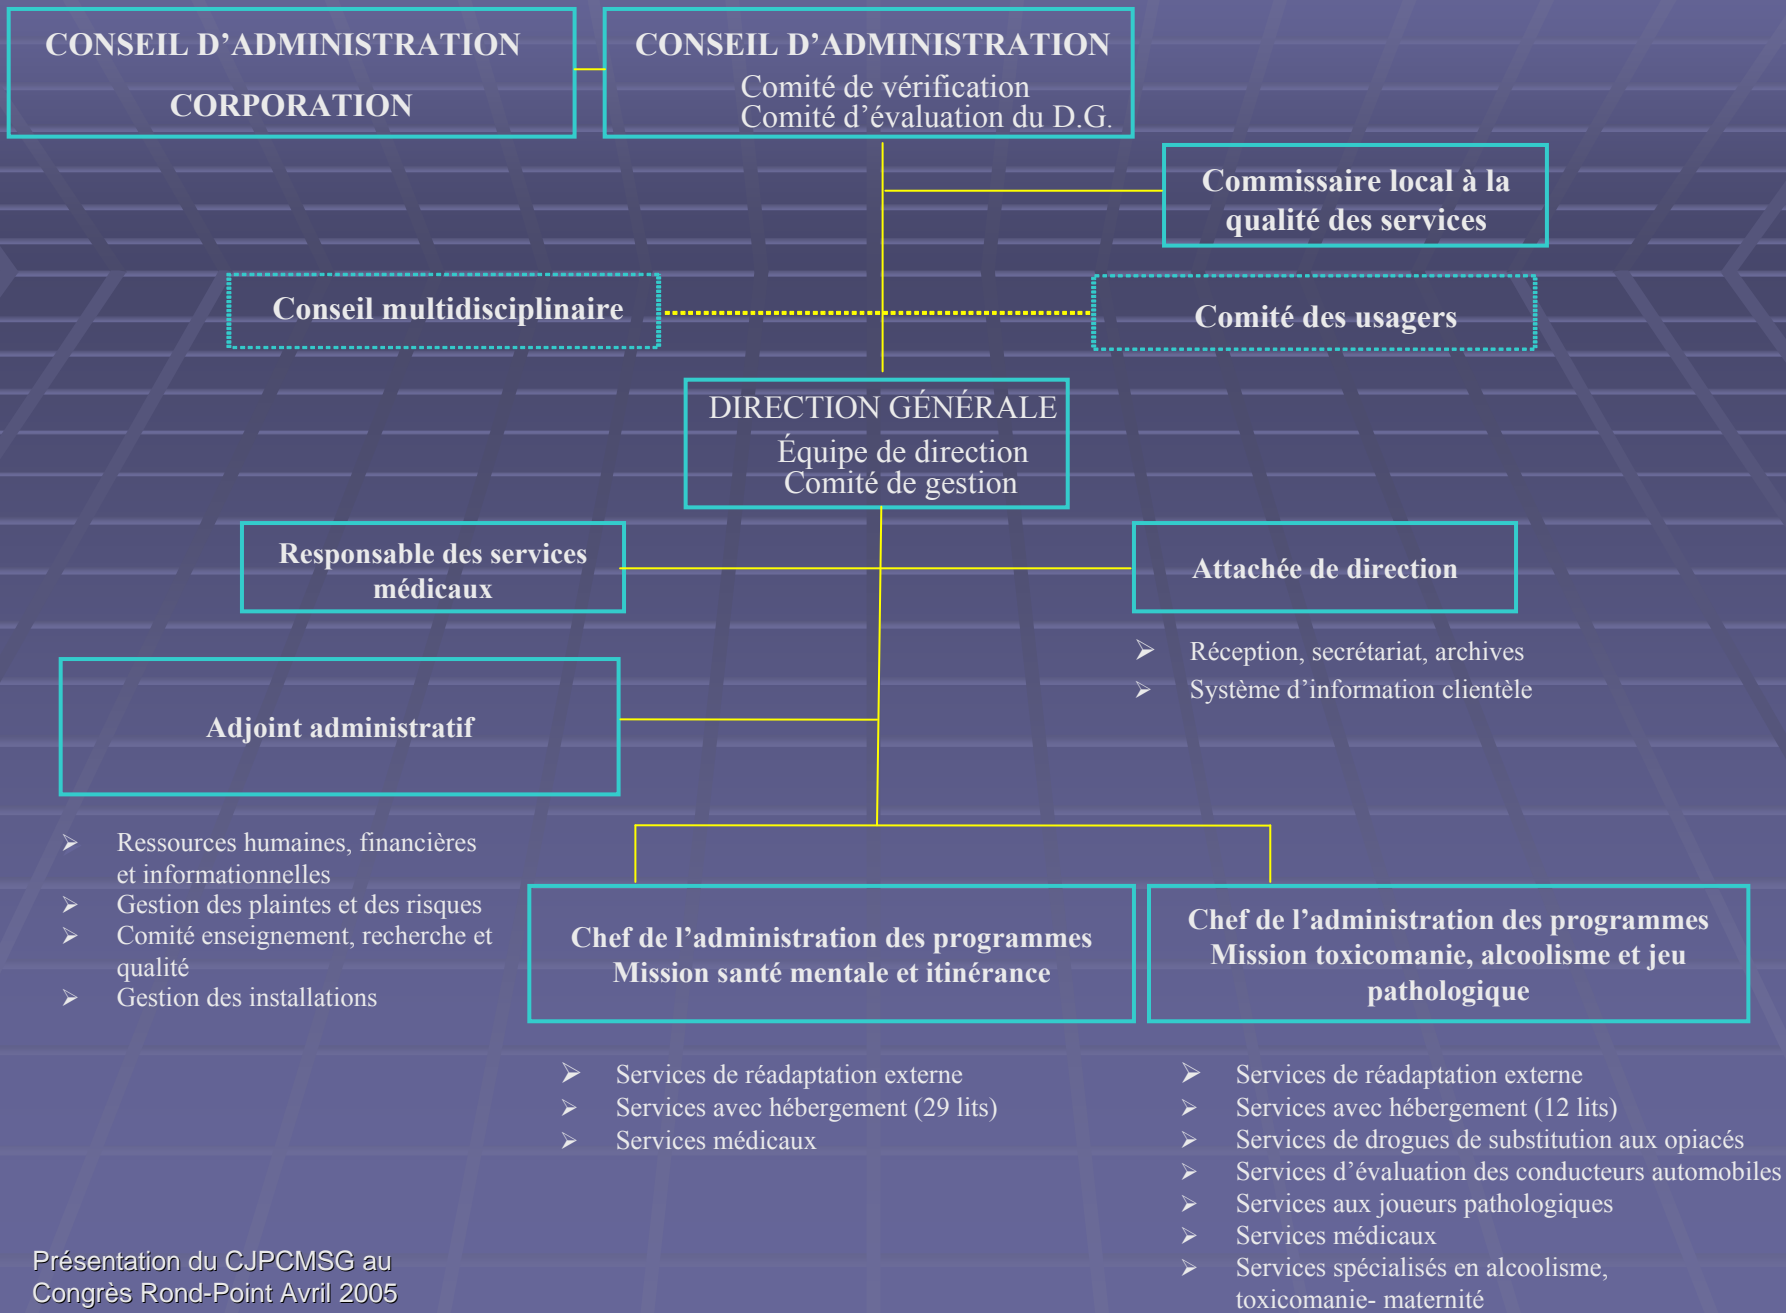 CONSEIL D’ADMINISTRATION
CORPORATION
CONSEIL D’ADMINISTRATION
Comité de vérification
Comité d’évaluation du D.G.
Commissaire local à la
qualité des services
Conseil multidisciplinaire
Comité des usagers
DIRECTION GÉNÉRALE
Équipe de direction
Comité de gestion
Responsable des services
médicaux
Attachée de direction
➢ Réception, secrétariat, archives
➢ Système d’information clientèle
Adjoint administratif
➢ Ressources humaines, financières
et informationnelles
➢ Gestion des plaintes et des risques
➢ Comité enseignement, recherche et
qualité
➢ Gestion des installations
Chef de l’administration des programmes
Mission santé mentale et itinérance
➢ Services de réadaptation externe
➢ Services avec hébergement (29 lits)
➢ Services médicaux
Chef de l’administration des programmes
Mission toxicomanie, alcoolisme et jeu
pathologique
➢ Services de réadaptation externe
➢ Services avec hébergement (12 lits)
➢ Services de drogues de substitution aux opiacés
➢ Services d’évaluation des conducteurs automobiles
➢ Services aux joueurs pathologiques
➢ Services médicaux
➢ Services spécialisés en alcoolisme,
toxicomanie- maternité
Présentation du CJPCMSG au
Congrès Rond-Point Avril 2005